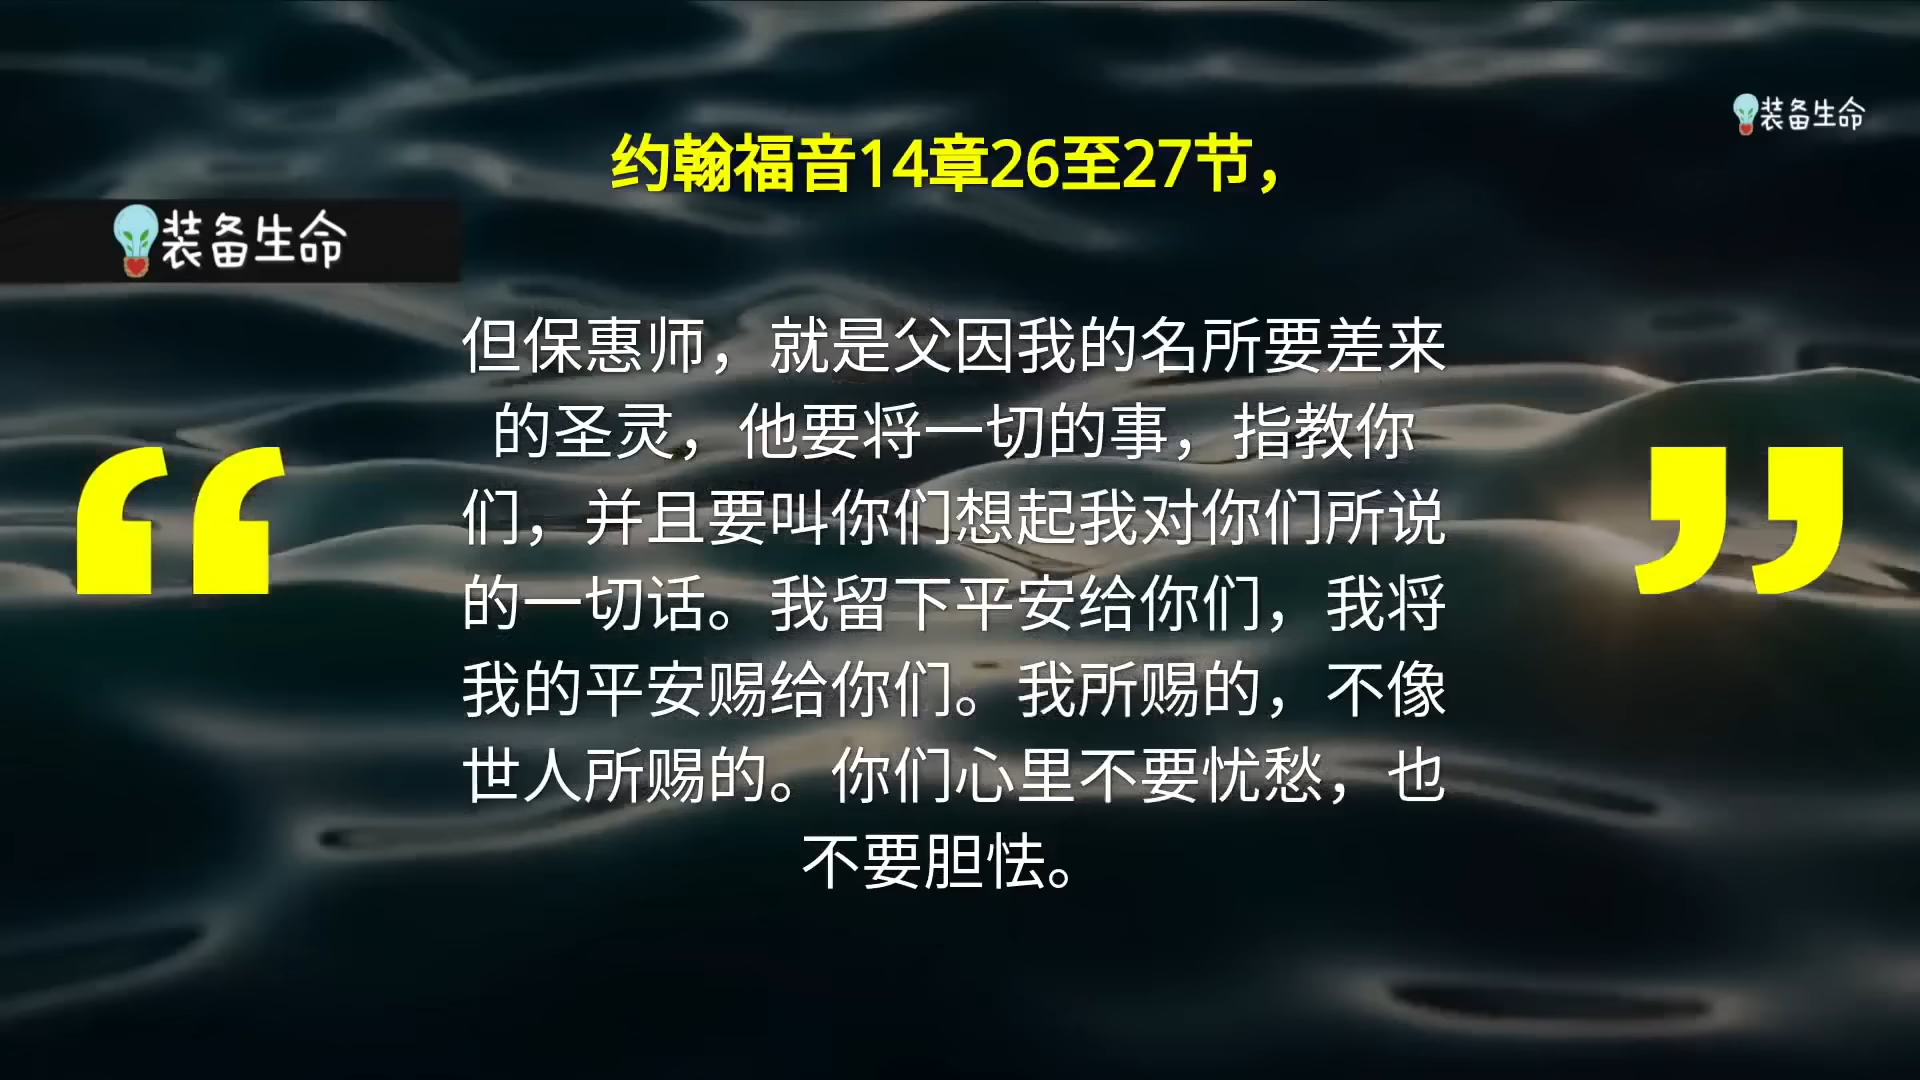 装备生命
约翰福音14章26至27节，
装备生命
但保惠师，就是父因我的名所要差来
的圣灵，他要将一切的事，指教你
们，并且要叫你们想起我对你们所说
的一切话。我留下平安给你们，我将
我的平安赐给你们。我所赐的，不像
世人所赐的。你们心里不要忧愁，也
不要胆怯。